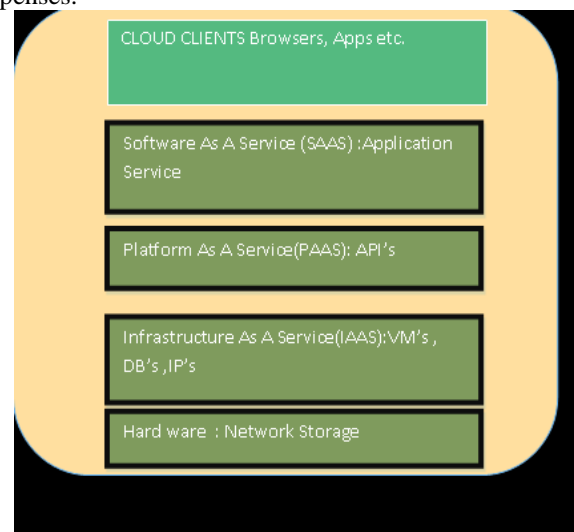 penses.
CLOUD CLIENTS Browsers, Apps etc.
Software As A Service (SAAS) :Application
Service
Platform As A Service(PAAS): API's
Infrastructure As A Service(IAAS):VM's ,
DB's ,IP's
Hard ware : Network Storage